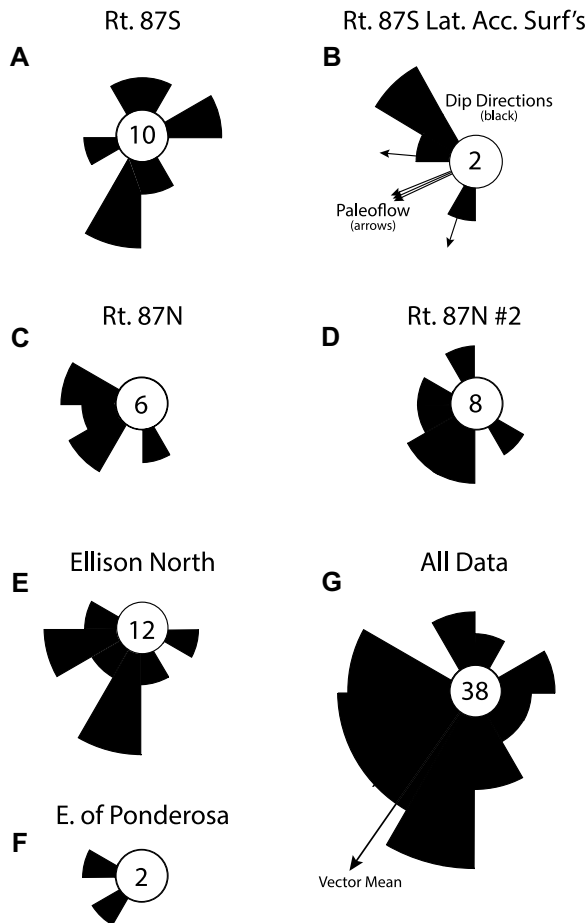 Rt. 87S
A
10
Rt. 87S Lat. Acc. Surf's
B
Dip Directions
(black)
2
Paleoflow
(arrows)
Rt. 87N
C
6
Rt. 87N #2
D
8
Ellison North
E
12
All Data
G
38
Vector Mean
E. of Ponderosa
F
2